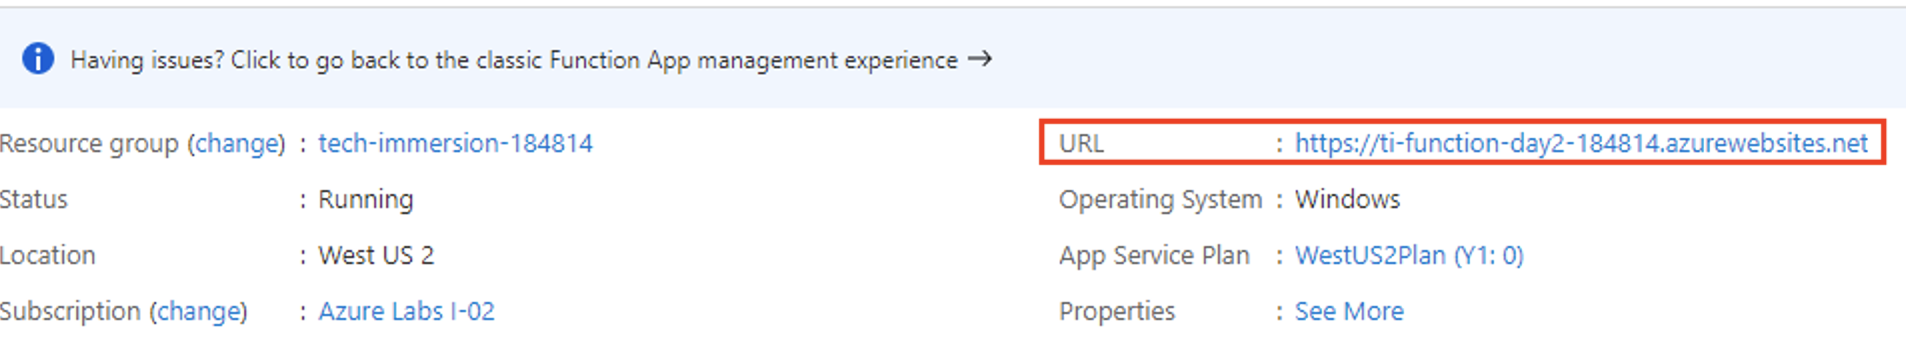 Having issues? Click to go back to the classic Function App management experience →
Resource group (change) : tech-immersion-184814
Status : Running
Location : West US 2
Subscription (change) : Azure Labs I-02
URL : https://ti-function-day2-184814.azurewebsites.net
Operating System : Windows
App Service Plan : WestUS2Plan (Y1: 0)
Properties : See More